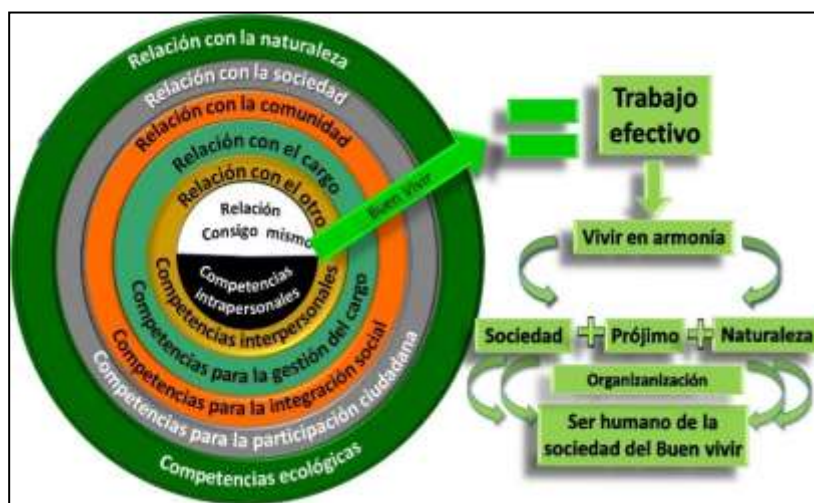 Relación con la naturaleza
Relación con la sociedad
Relación con la comunidad
Relación con el cargo
Relación con el otro
Relación
Consigo mismo
Competencias
intrapersonales
Competencias interpersonales
Competencias para la gestión del cargo
Competencias para la integración social
Competencias para la participación ciudadana
Competencias ecológicas
Buen Vivir
Trabajo
efectivo
Vivir en armonía
Sociedad + Prójimo + Naturaleza
Organizanización
Ser humano de la
sociedad del Buen vivir